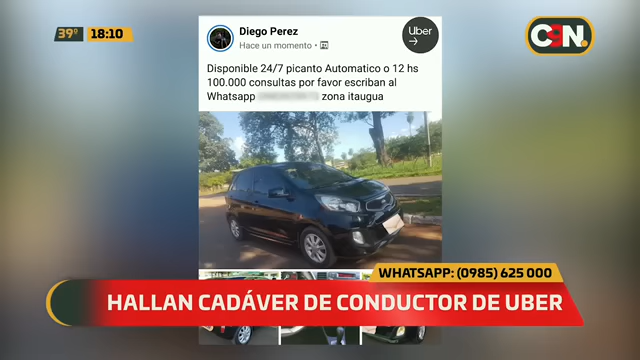 39º 18:10
C9N.
Diego Perez
Hace un momento •
Uber
Disponible 24/7 picanto Automatico o 12 hs
100.000 consultas por favor escriban al
Whatsapp zona itaugua
WHATSAPP: (0985) 625 000
HALLAN CADÁVER DE CONDUCTOR DE UBER